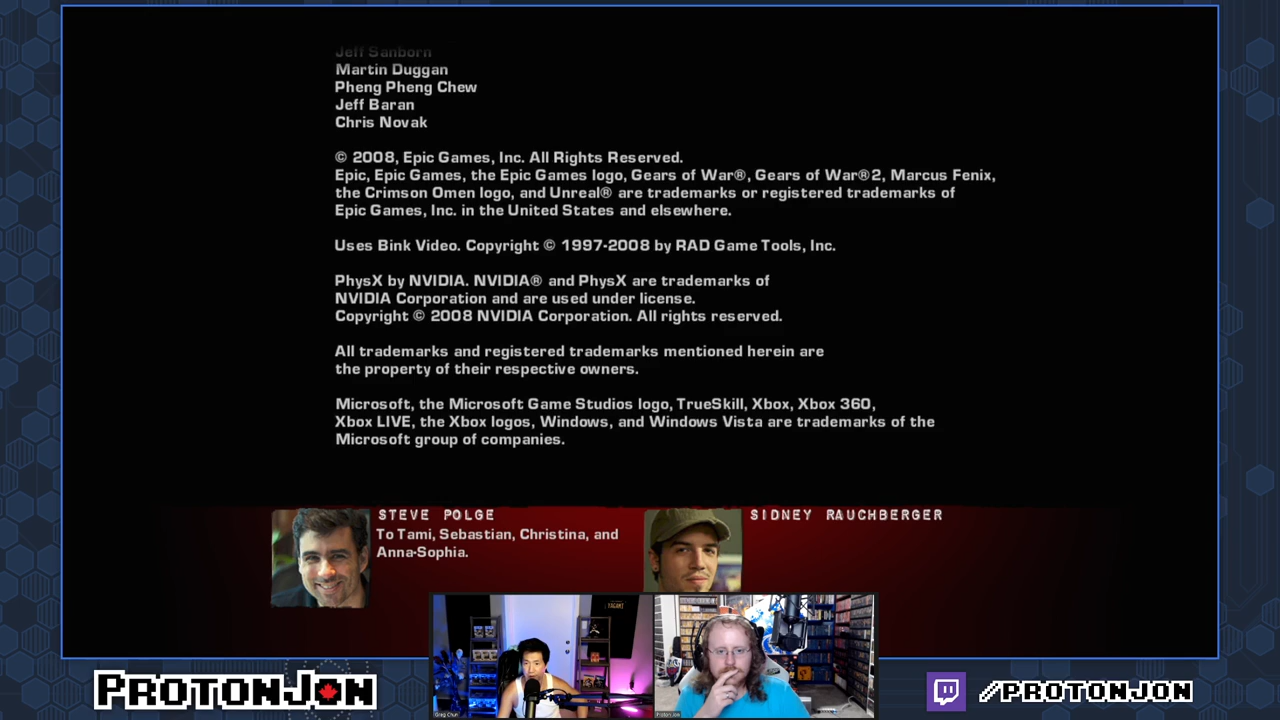 Jeff Sanborn
Martin Duggan
Pheng Pheng Chew
Jeff Baran
Chris Novak
© 2008, Epic Games, Inc. All Rights Reserved.
Epic, Epic Games, the Epic Games logo, Gears of War®, Gears of War®2, Marcus Fenix,
the Crimson Omen logo, and Unreal® are trademarks or registered trademarks of
Epic Games, Inc. in the United States and elsewhere.
Uses Bink Video. Copyright © 1997-2008 by RAD Game Tools, Inc.
PhysX by NVIDIA. NVIDIA® and PhysX are trademarks of
NVIDIA Corporation and are used under license.
Copyright © 2008 NVIDIA Corporation. All rights reserved.
All trademarks and registered trademarks mentioned herein are
the property of their respective owners.
Microsoft, the Microsoft Game Studios logo, TrueSkill, Xbox, Xbox 360,
Xbox LIVE, the Xbox logos, Windows, and Windows Vista are trademarks of the
Microsoft group of companies.
STEVE POLGE
To Tami, Sebastian, Christina, and
Anna-Sophia.
SIDNEY RAUCHBERGER
YAGAMI
Greg Chun
Proton Jon
PROTONJON
/PROTONJON